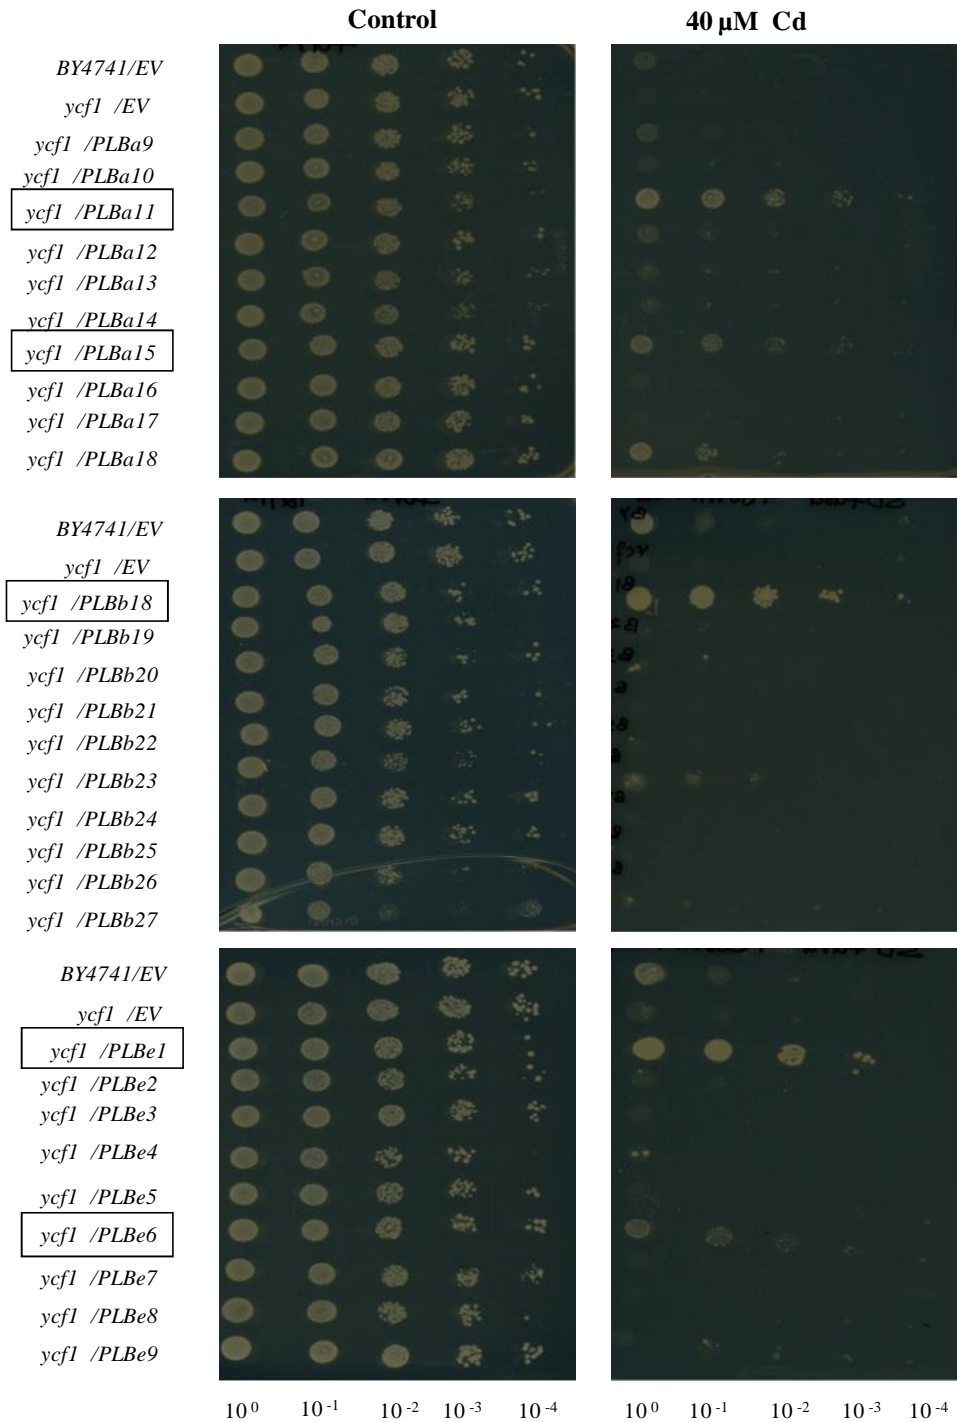 Control 40 µM Cd
BY4741/EV
ycf1 /EV
ycf1 /PLBa9
ycf1 /PLBa10
ycf1 /PLBa11
ycf1 /PLBa12
ycf1 /PLBa13
ycf1 /PLBa14
ycf1 /PLBa15
ycf1 /PLBa16
ycf1 /PLBa17
ycf1 /PLBa18
BY4741/EV
ycf1 /EV
ycf1 /PLBb18
ycf1 /PLBb19
ycf1 /PLBb20
ycf1 /PLBb21
ycf1 /PLBb22
ycf1 /PLBb23
ycf1 /PLBb24
ycf1 /PLBb25
ycf1 /PLBb26
ycf1 /PLBb27
BY4741/EV
ycf1 /EV
ycf1 /PLBe1
ycf1 /PLBe2
ycf1 /PLBe3
ycf1 /PLBe4
ycf1 /PLBe5
ycf1 /PLBe6
ycf1 /PLBe7
ycf1 /PLBe8
ycf1 /PLBe9
10⁰ 10⁻¹ 10⁻² 10⁻³ 10⁻⁴ 10⁰ 10⁻¹ 10⁻² 10⁻³ 10⁻⁴